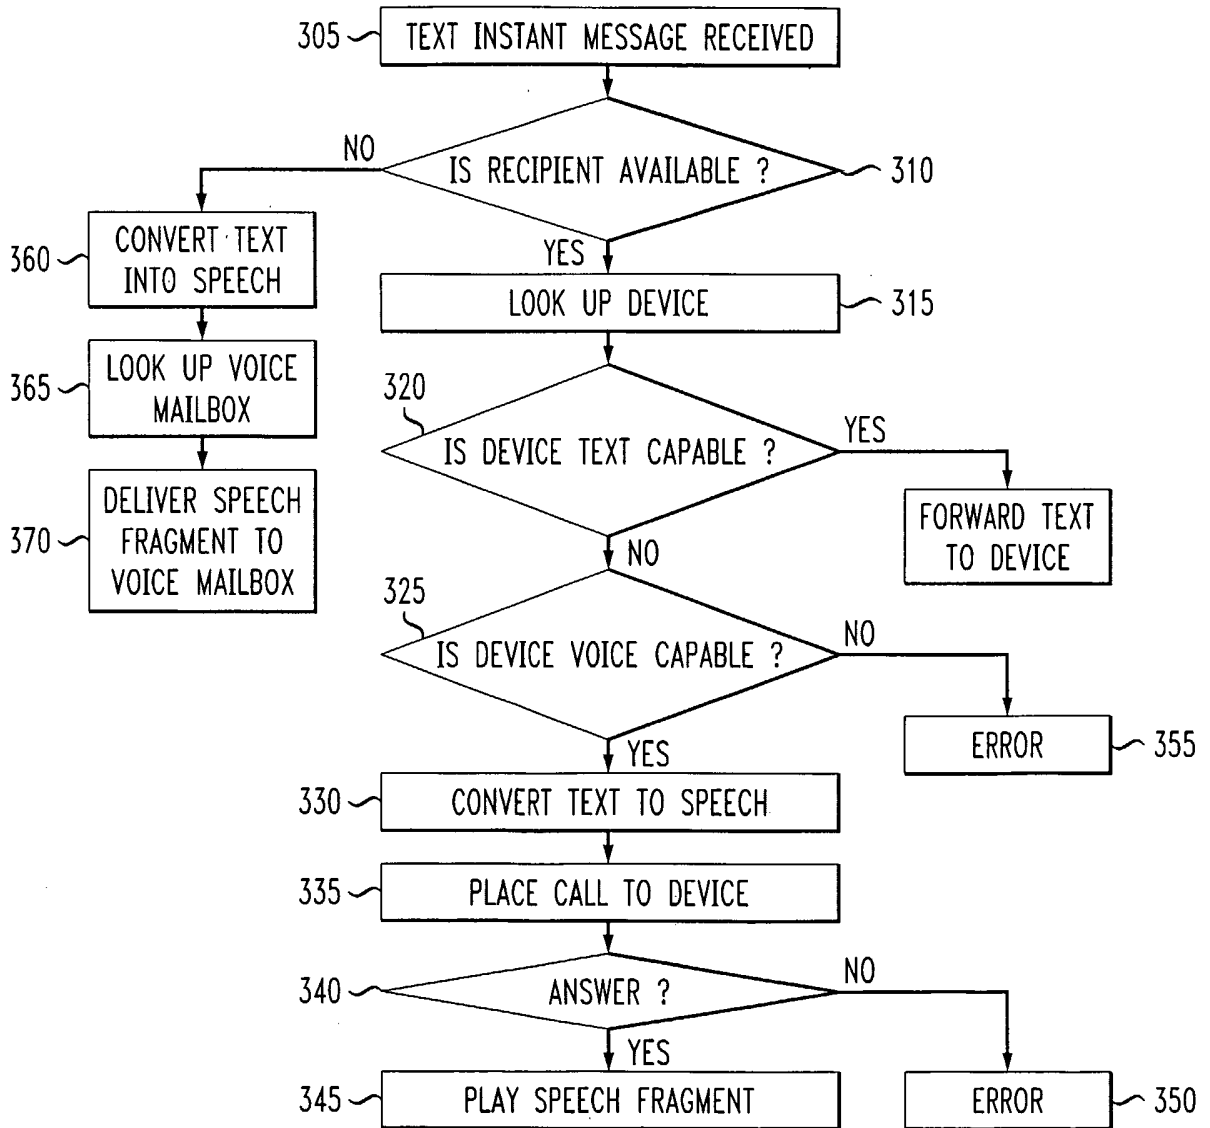 305
TEXT INSTANT MESSAGE RECEIVED
NO
IS RECIPIENT AVAILABLE ?
310
360
CONVERT TEXT
INTO SPEECH
YES
LOOK UP DEVICE
315
365
LOOK UP VOICE
MAILBOX
320
IS DEVICE TEXT CAPABLE ?
YES
370
DELIVER SPEECH
FRAGMENT TO
VOICE MAILBOX
FORWARD TEXT
TO DEVICE
NO
325
IS DEVICE VOICE CAPABLE ?
NO
ERROR
355
YES
330
CONVERT TEXT TO SPEECH
335
PLACE CALL TO DEVICE
340
ANSWER ?
NO
YES
345
PLAY SPEECH FRAGMENT
ERROR
350